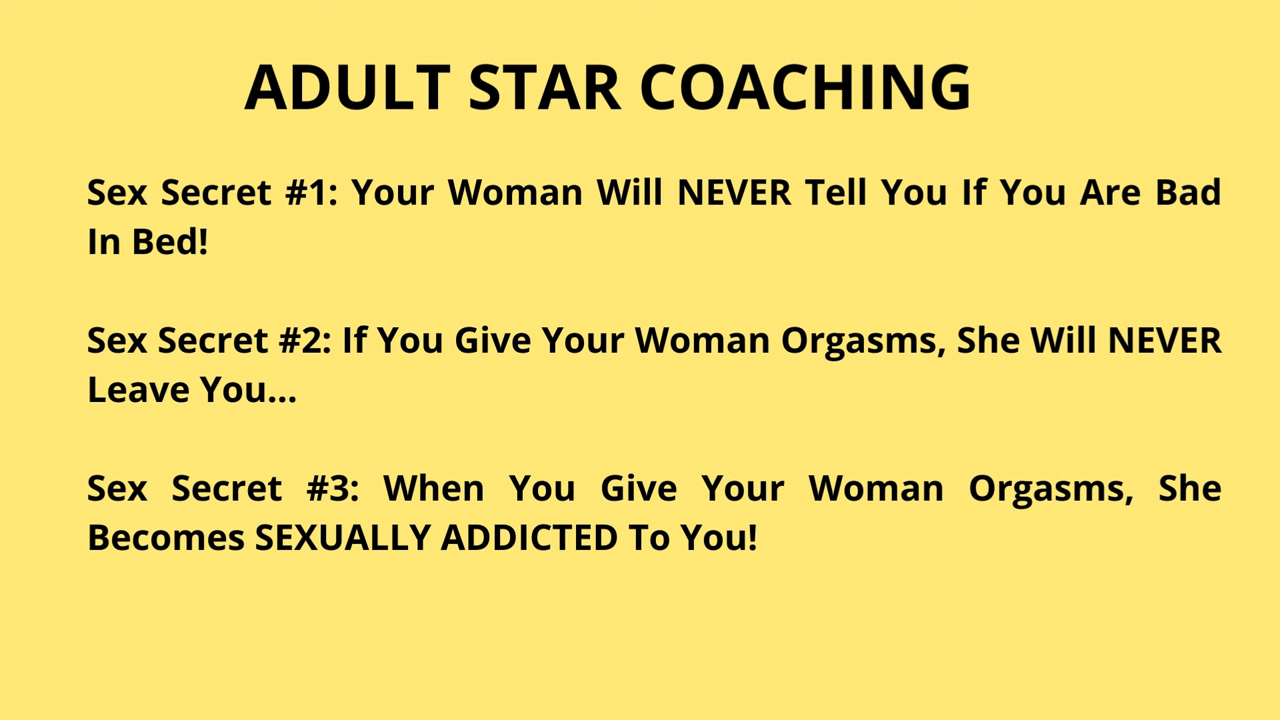 ADULT STAR COACHING
Sex Secret #1: Your Woman Will NEVER Tell You If You Are Bad
In Bed!
Sex Secret #2: If You Give Your Woman Orgasms, She Will NEVER
Leave You...
Sex Secret #3: When You Give Your Woman Orgasms, She
Becomes SEXUALLY ADDICTED To You!